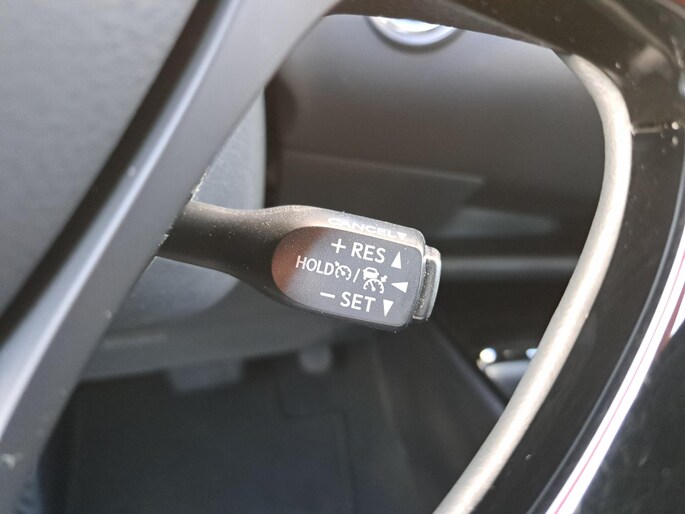 CANCEL
+ RES
HOLD /
- SET